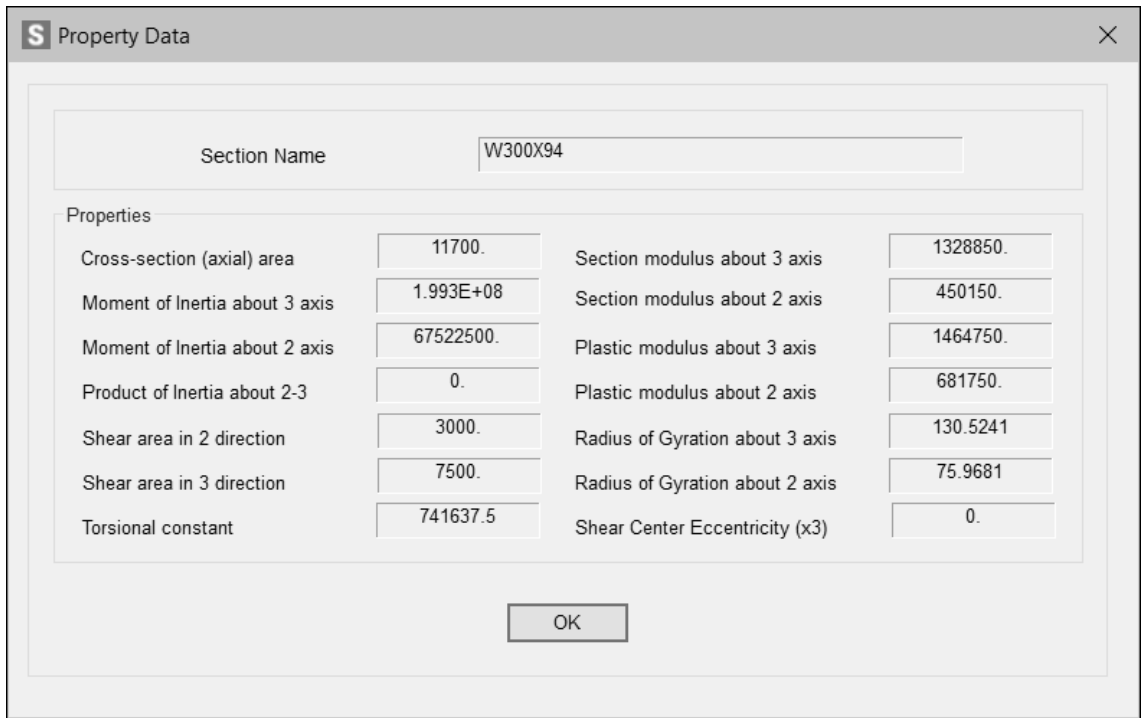 S Property Data
Section Name W300X94
Properties
Cross-section (axial) area 11700. Section modulus about 3 axis 1328850.
Moment of Inertia about 3 axis 1.993E+08 Section modulus about 2 axis 450150.
Moment of Inertia about 2 axis 67522500. Plastic modulus about 3 axis 1464750.
Product of Inertia about 2-3 0. Plastic modulus about 2 axis 681750.
Shear area in 2 direction 3000. Radius of Gyration about 3 axis 130.5241
Shear area in 3 direction 7500. Radius of Gyration about 2 axis 75.9681
Torsional constant 741637.5 Shear Center Eccentricity (x3) 0.
OK